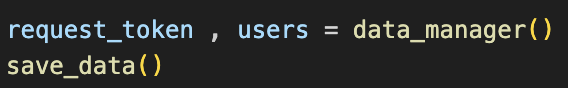 request_token , users = data_manager()
save_data()